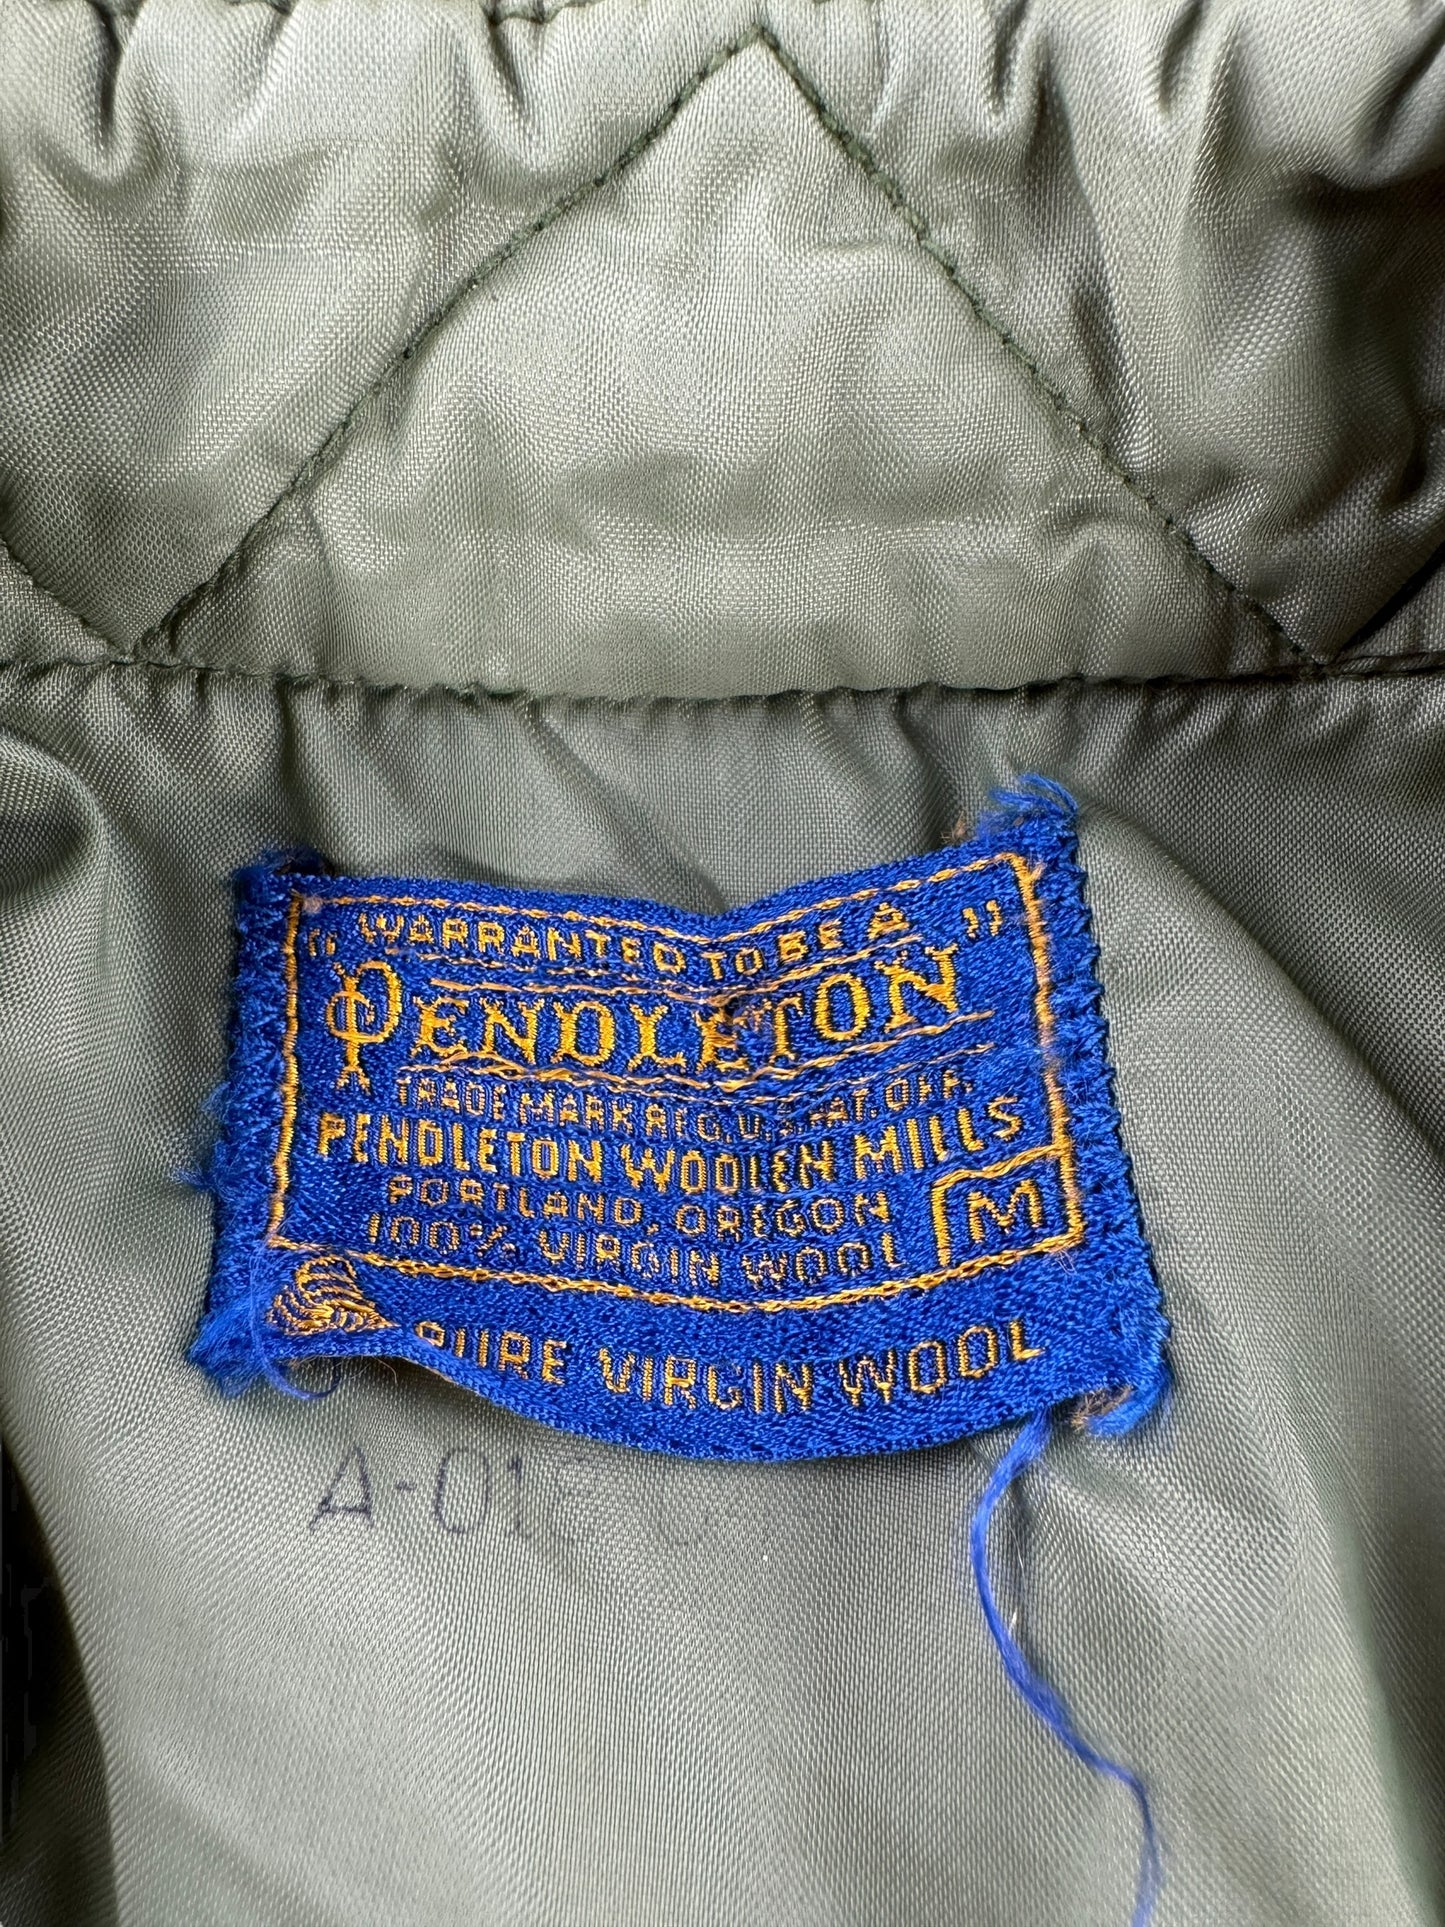 "WARRANTED TO BE A
PENDLETON"
TRADE MARK REG. U.S. PAT. OFF.
PENDLETON WOOLEN MILLS
PORTLAND, OREGON
100% VIRGIN WOOL
M
PURE VIRGIN WOOL